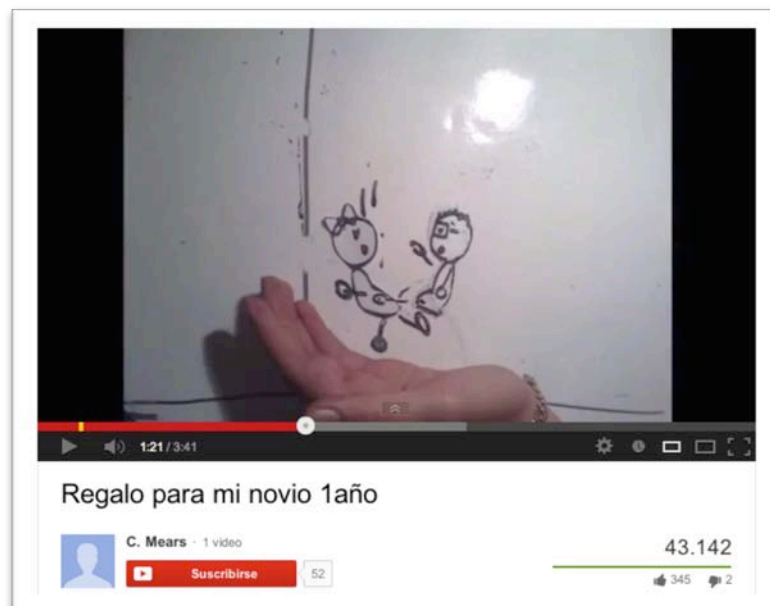 1:21 / 3:41
Regalo para mi novio 1año
C. Mears · 1 video
43.142
Suscribirse
52
345
2